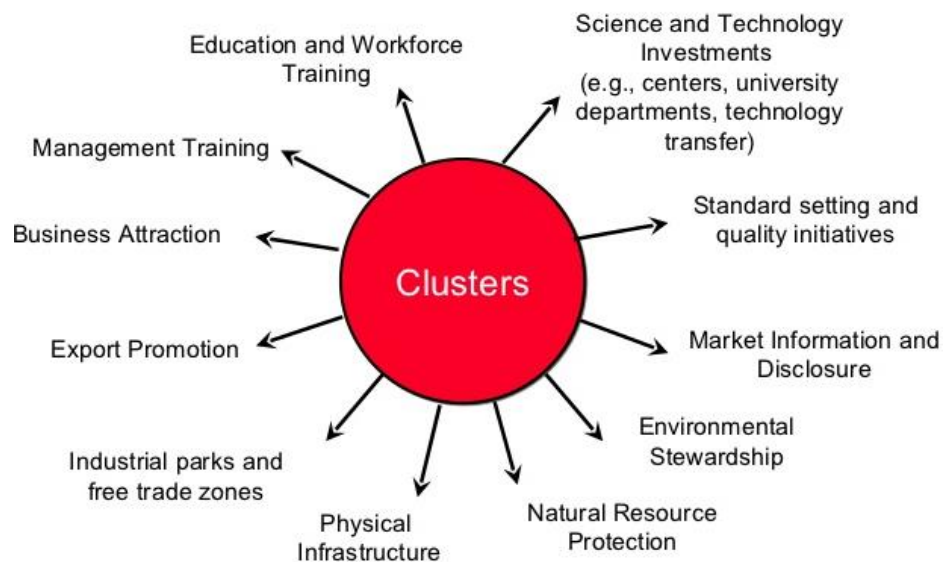 Education and Workforce
Training
Science and Technology
Investments
(e.g., centers, university
departments, technology
transfer)
Management Training
Standard setting and
quality initiatives
Business Attraction
Clusters
Market Information and
Disclosure
Export Promotion
Environmental
Stewardship
Industrial parks and
free trade zones
Natural Resource
Protection
Physical
Infrastructure